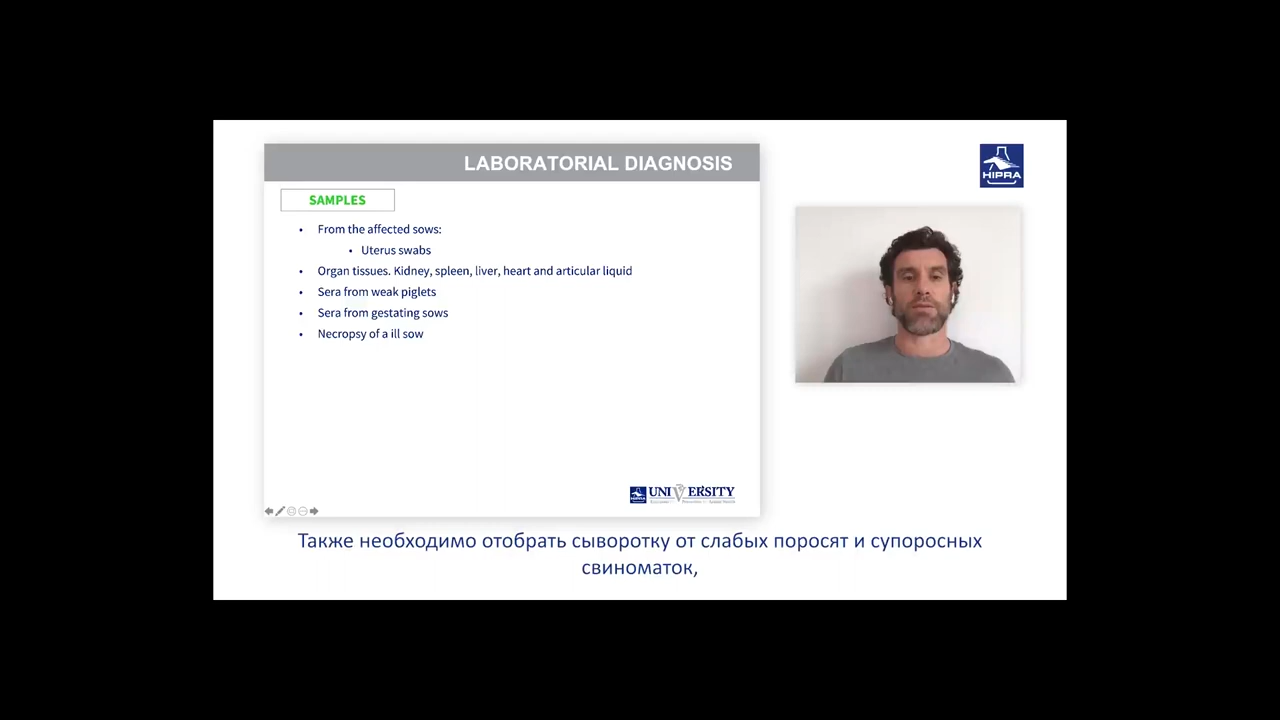 LABORATORIAL DIAGNOSIS
HIPRA
SAMPLES
• From the affected sows:
• Uterus swabs
• Organ tissues. Kidney, spleen, liver, heart and articular liquid
• Sera from weak piglets
• Sera from gestating sows
• Necropsy of a ill sow
UNIVERSITY
Также необходимо отобрать сыворотку от слабых поросят и супоросных
свиноматок,